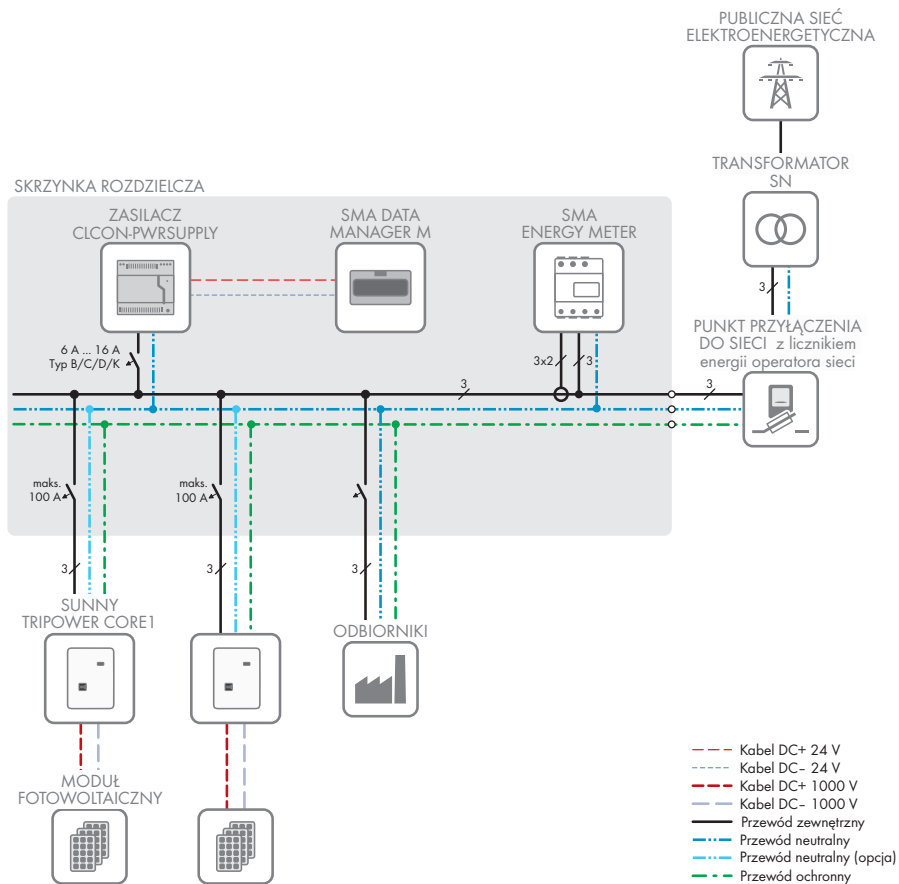 PUBLICZNA SIEĆ
ELEKTROENERGETYCZNA
TRANSFORMATOR
SN
SKRZYNKA ROZDZIELCZA
ZASILACZ
CLCON-PWRSUPPLY
SMA DATA
MANAGER M
SMA
ENERGY METER
3
PUNKT PRZYŁĄCZENIA
DO SIECI z licznikiem
energii operatora sieci
6 A ... 16 A
Typ B/C/D/K
3x2
3
3
3
maks.
100 A
maks.
100 A
3
3
3
SUNNY
TRIPOWER CORE1
ODBIORNIKI
MODUŁ
FOTOWOLTAICZNY
Kabel DC+ 24 V
Kabel DC– 24 V
Kabel DC+ 1000 V
Kabel DC– 1000 V
Przewód zewnętrzny
Przewód neutralny
Przewód neutralny (opcja)
Przewód ochronny